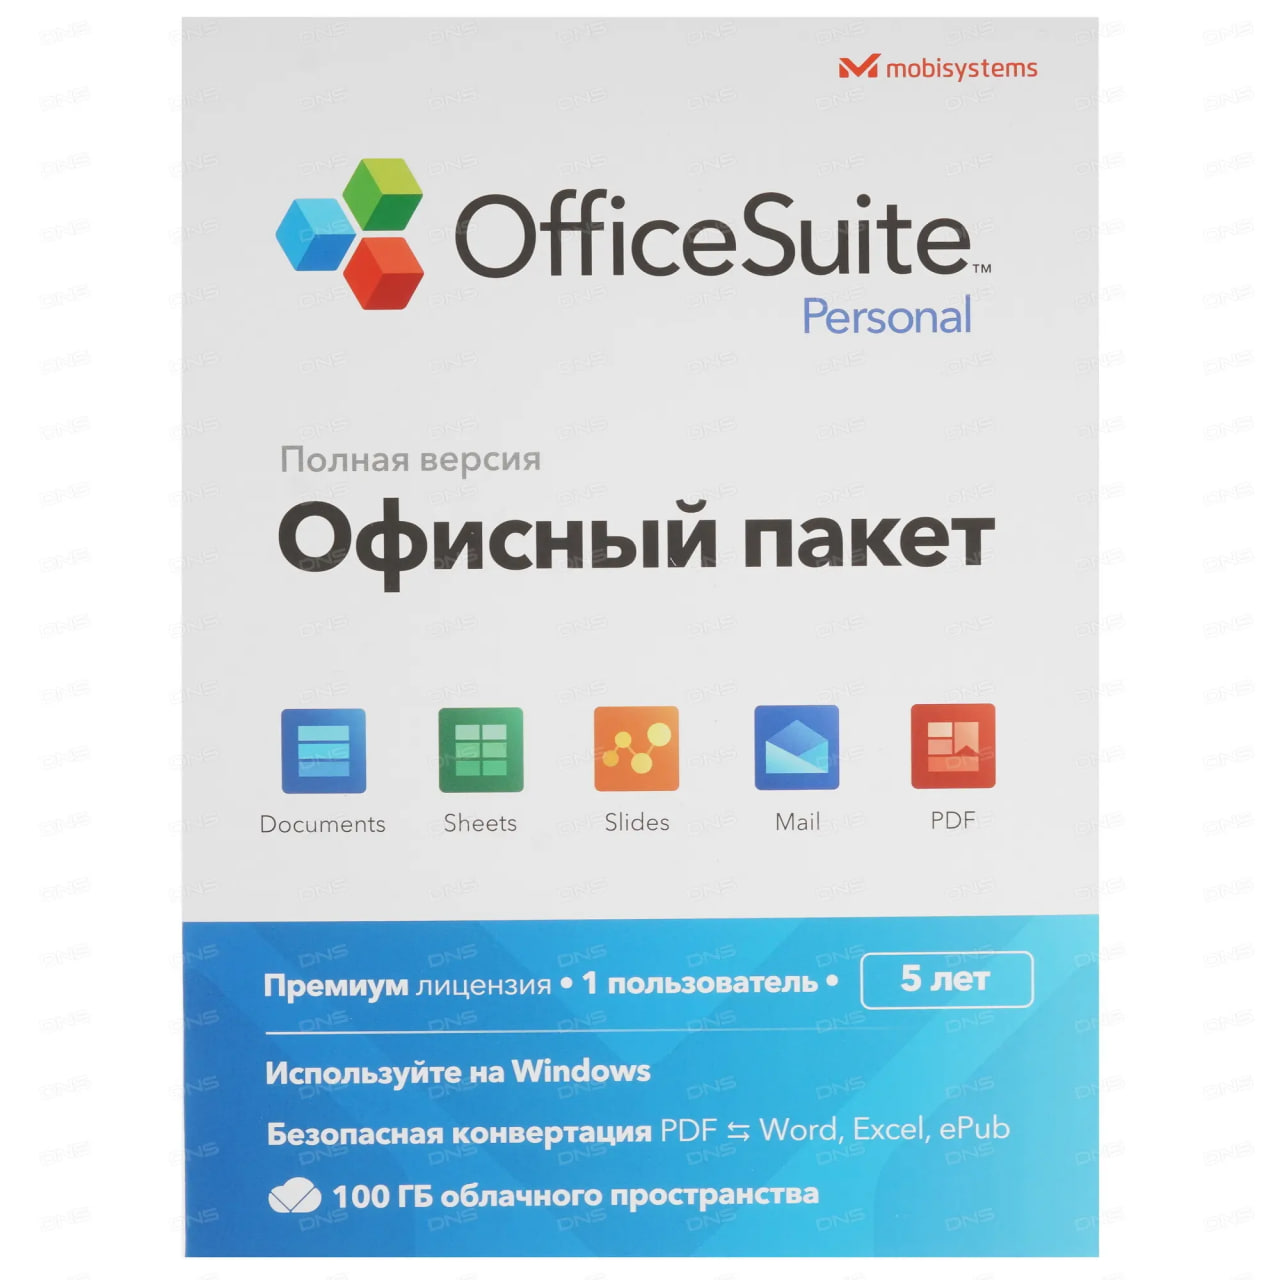 mobisystems
OfficeSuite™
Personal
Полная версия
Офисный пакет
Documents Sheets Slides Mail PDF
Премиум лицензия • 1 пользователь • 5 лет
Используйте на Windows
Безопасная конвертация PDF ⇆ Word, Excel, ePub
100 ГБ облачного пространства
DNS